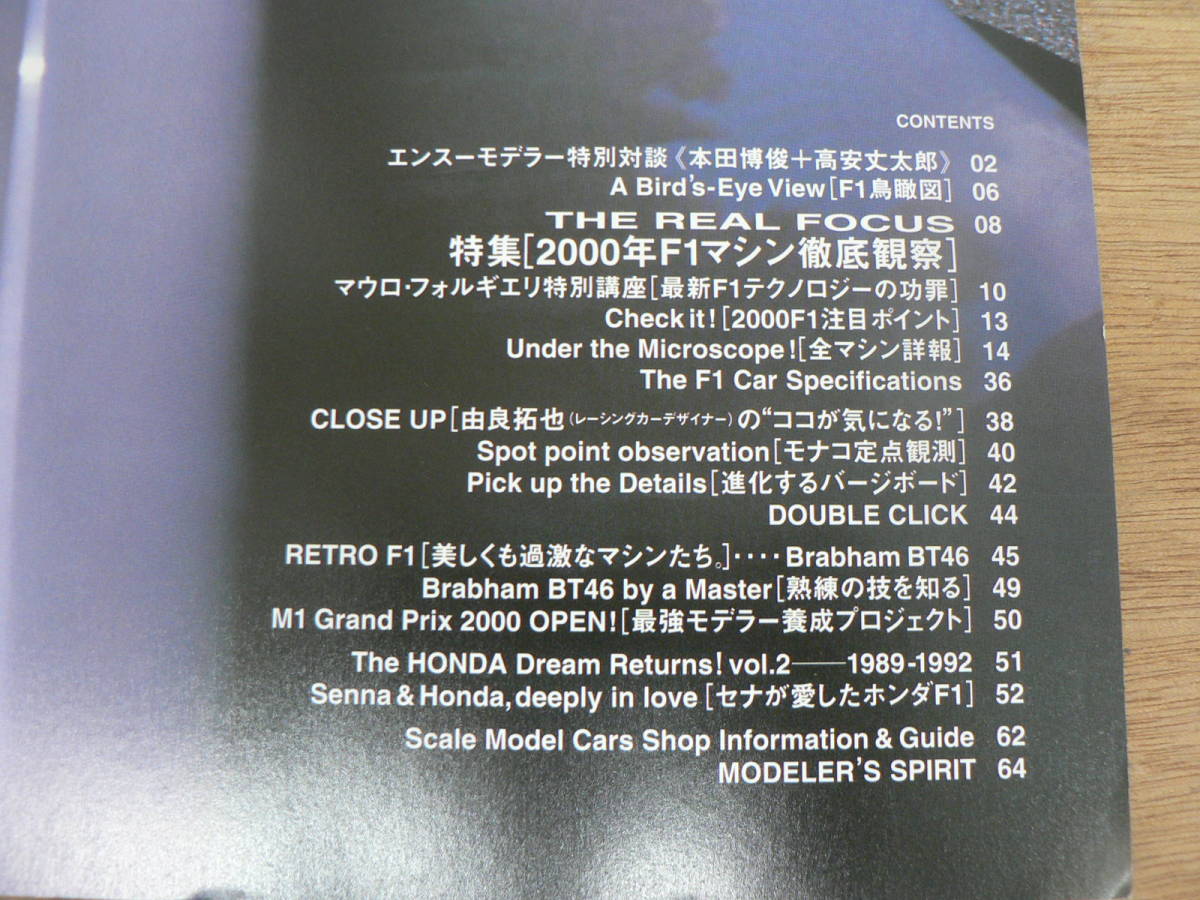 CONTENTS
エンスーモデラー特別対談《本田博俊＋高安丈太郎》 02
A Bird's-Eye View[F1鳥瞰図] 06
THE REAL FOCUS 08
特集[2000年F1マシン徹底観察]
マウロ・フォルギエリ特別講座[最新F1テクノロジーの功罪] 10
Check it![2000F1注目ポイント] 13
Under the Microscope![全マシン詳報] 14
The F1 Car Specifications 36
CLOSE UP[由良拓也(レーシングカーデザイナー)の“ココが気になる!”] 38
Spot point observation[モナコ定点観測] 40
Pick up the Details[進化するバージボード] 42
DOUBLE CLICK 44
RETRO F1[美しくも過激なマシンたち。]････Brabham BT46 45
Brabham BT46 by a Master[熟練の技を知る] 49
M1 Grand Prix 2000 OPEN![最強モデラー養成プロジェクト] 50
The HONDA Dream Returns! vol.2――1989-1992 51
Senna & Honda, deeply in love [セナが愛したホンダF1] 52
Scale Model Cars Shop Information & Guide 62
MODELER'S SPIRIT 64